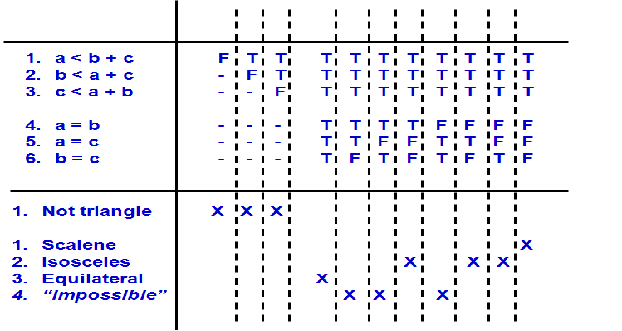 1. a < b + c F T T T T T T T T T T
2. b < a + c - F T T T T T T T T T
3. c < a + b - - F T T T T T T T T
4. a = b - - - T T T T F F F F
5. a = c - - - T T F F T T F F
6. b = c - - - T F T F T F T F
1. Not triangle X X X
1. Scalene X
2. Isosceles X X X
3. Equilateral X
4. “Impossible” X X X